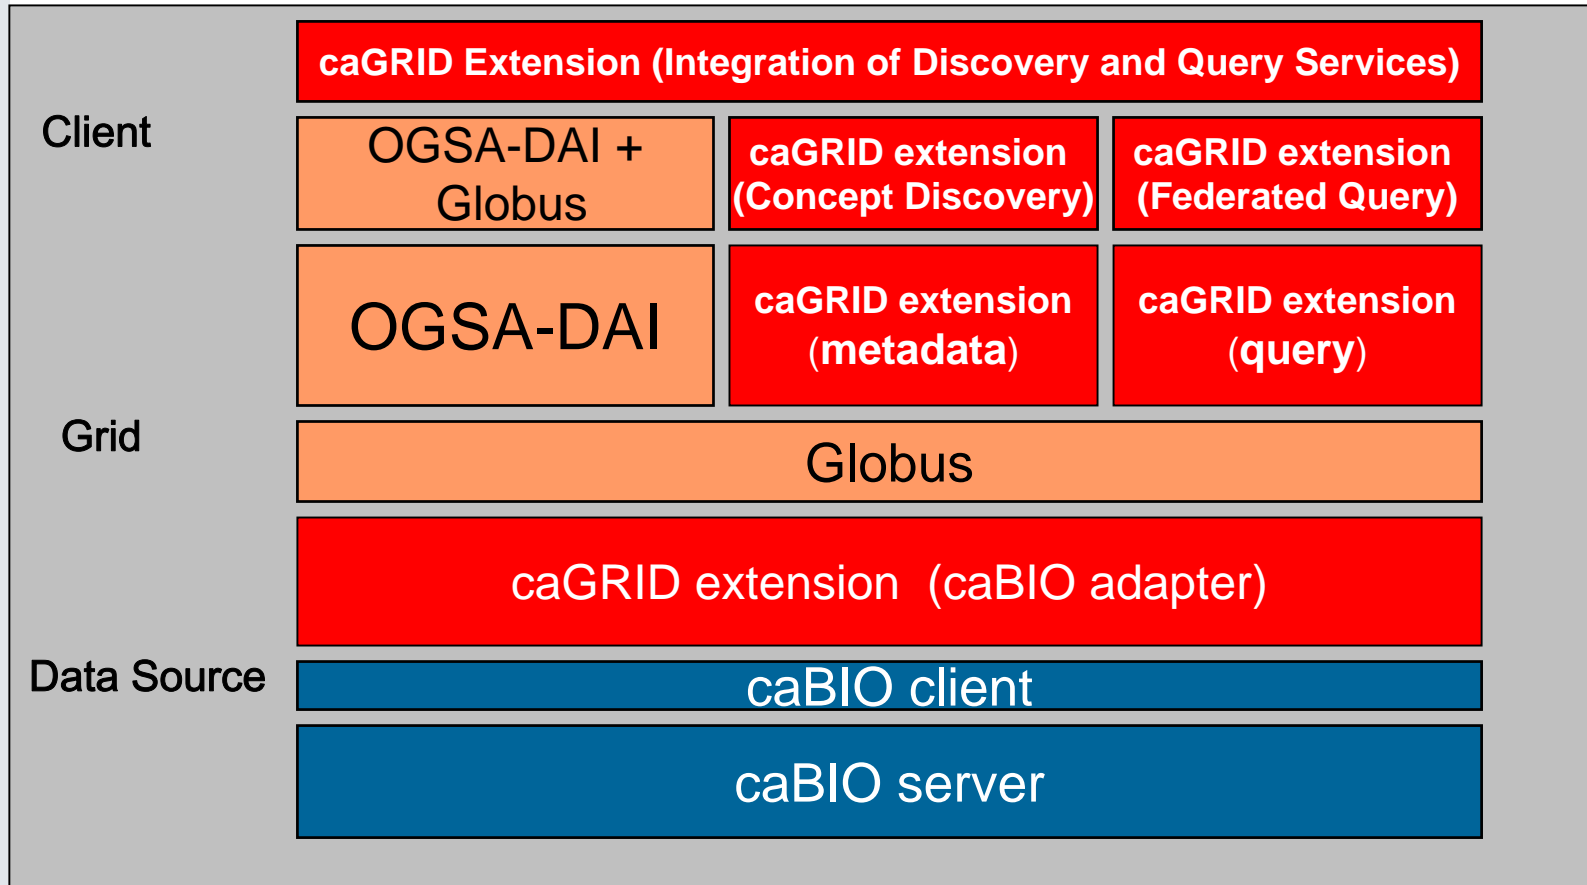 caGRID Extension (Integration of Discovery and Query Services)
Client
OGSA-DAI +
Globus
caGRID extension
(Concept Discovery)
caGRID extension
(Federated Query)
OGSA-DAI
caGRID extension
(metadata)
caGRID extension
(query)
Grid
Globus
caGRID extension (caBIO adapter)
Data Source
caBIO client
caBIO server